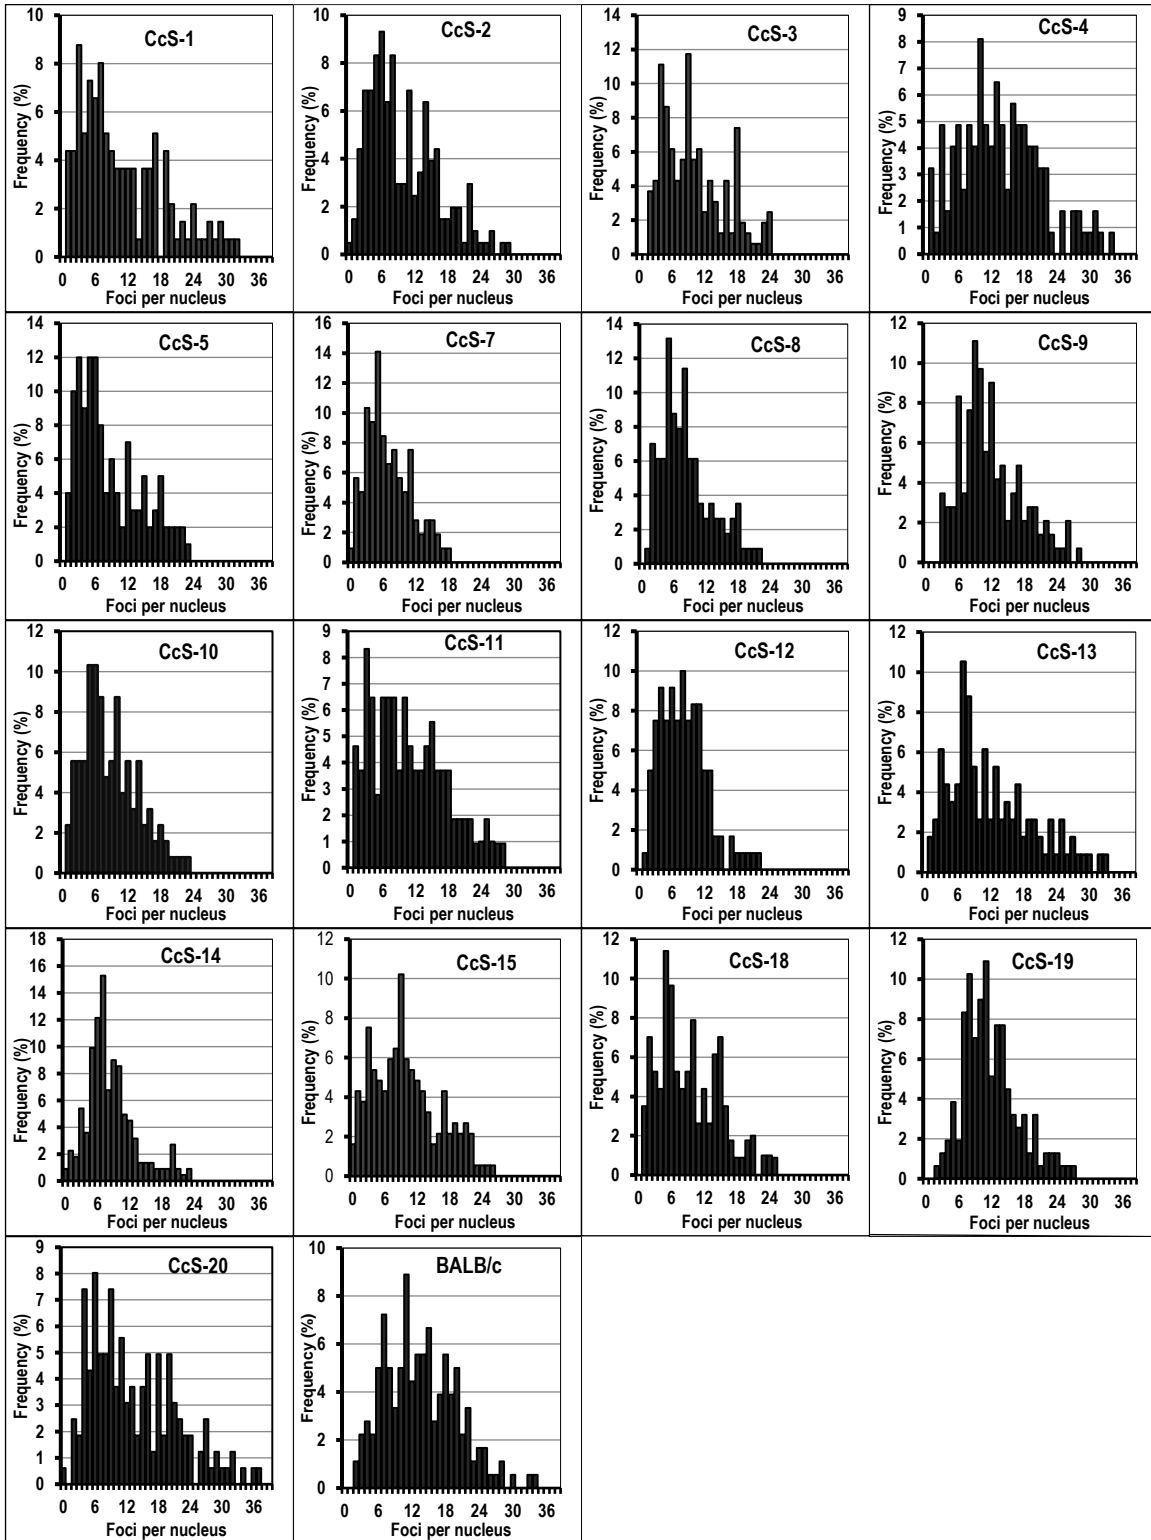 CcS-1
Frequency (%)
10
8
6
4
2
0
0 6 12 18 24 30 36
Foci per nucleus
CcS-2
Frequency (%)
10
8
6
4
2
0
0 6 12 18 24 30 36
Foci per nucleus
CcS-3
Frequency (%)
14
12
10
8
6
4
2
0
0 6 12 18 24 30 36
Foci per nucleus
CcS-4
Frequency (%)
9
8
7
6
5
4
3
2
1
0
0 6 12 18 24 30 36
Foci per nucleus
CcS-5
Frequency (%)
14
12
10
8
6
4
2
0
0 6 12 18 24 30 36
Foci per nucleus
CcS-7
Frequency (%)
16
14
12
10
8
6
4
2
0
0 6 12 18 24 30 36
Foci per nucleus
CcS-8
Frequency (%)
14
12
10
8
6
4
2
0
0 6 12 18 24 30 36
Foci per nucleus
CcS-9
Frequency (%)
12
10
8
6
4
2
0
0 6 12 18 24 30 36
Foci per nucleus
CcS-10
Frequency (%)
12
10
8
6
4
2
0
0 6 12 18 24 30 36
Foci per nucleus
CcS-11
Frequency (%)
9
8
7
6
5
4
3
2
1
0
0 6 12 18 24 30 36
Foci per nucleus
CcS-12
Frequency (%)
12
10
8
6
4
2
0
0 6 12 18 24 30 36
Foci per nucleus
CcS-13
Frequency (%)
12
10
8
6
4
2
0
0 6 12 18 24 30 36
Foci per nucleus
CcS-14
Frequency (%)
18
16
14
12
10
8
6
4
2
0
0 6 12 18 24 30 36
Foci per nucleus
CcS-15
Frequency (%)
12
10
8
6
4
2
0
0 6 12 18 24 30 36
Foci per nucleus
CcS-18
Frequency (%)
12
10
8
6
4
2
0
0 6 12 18 24 30 36
Foci per nucleus
CcS-19
Frequency (%)
12
10
8
6
4
2
0
0 6 12 18 24 30 36
Foci per nucleus
CcS-20
Frequency (%)
9
8
7
6
5
4
3
2
1
0
0 6 12 18 24 30 36
Foci per nucleus
BALB/c
Frequency (%)
10
8
6
4
2
0
0 6 12 18 24 30 36
Foci per nucleus